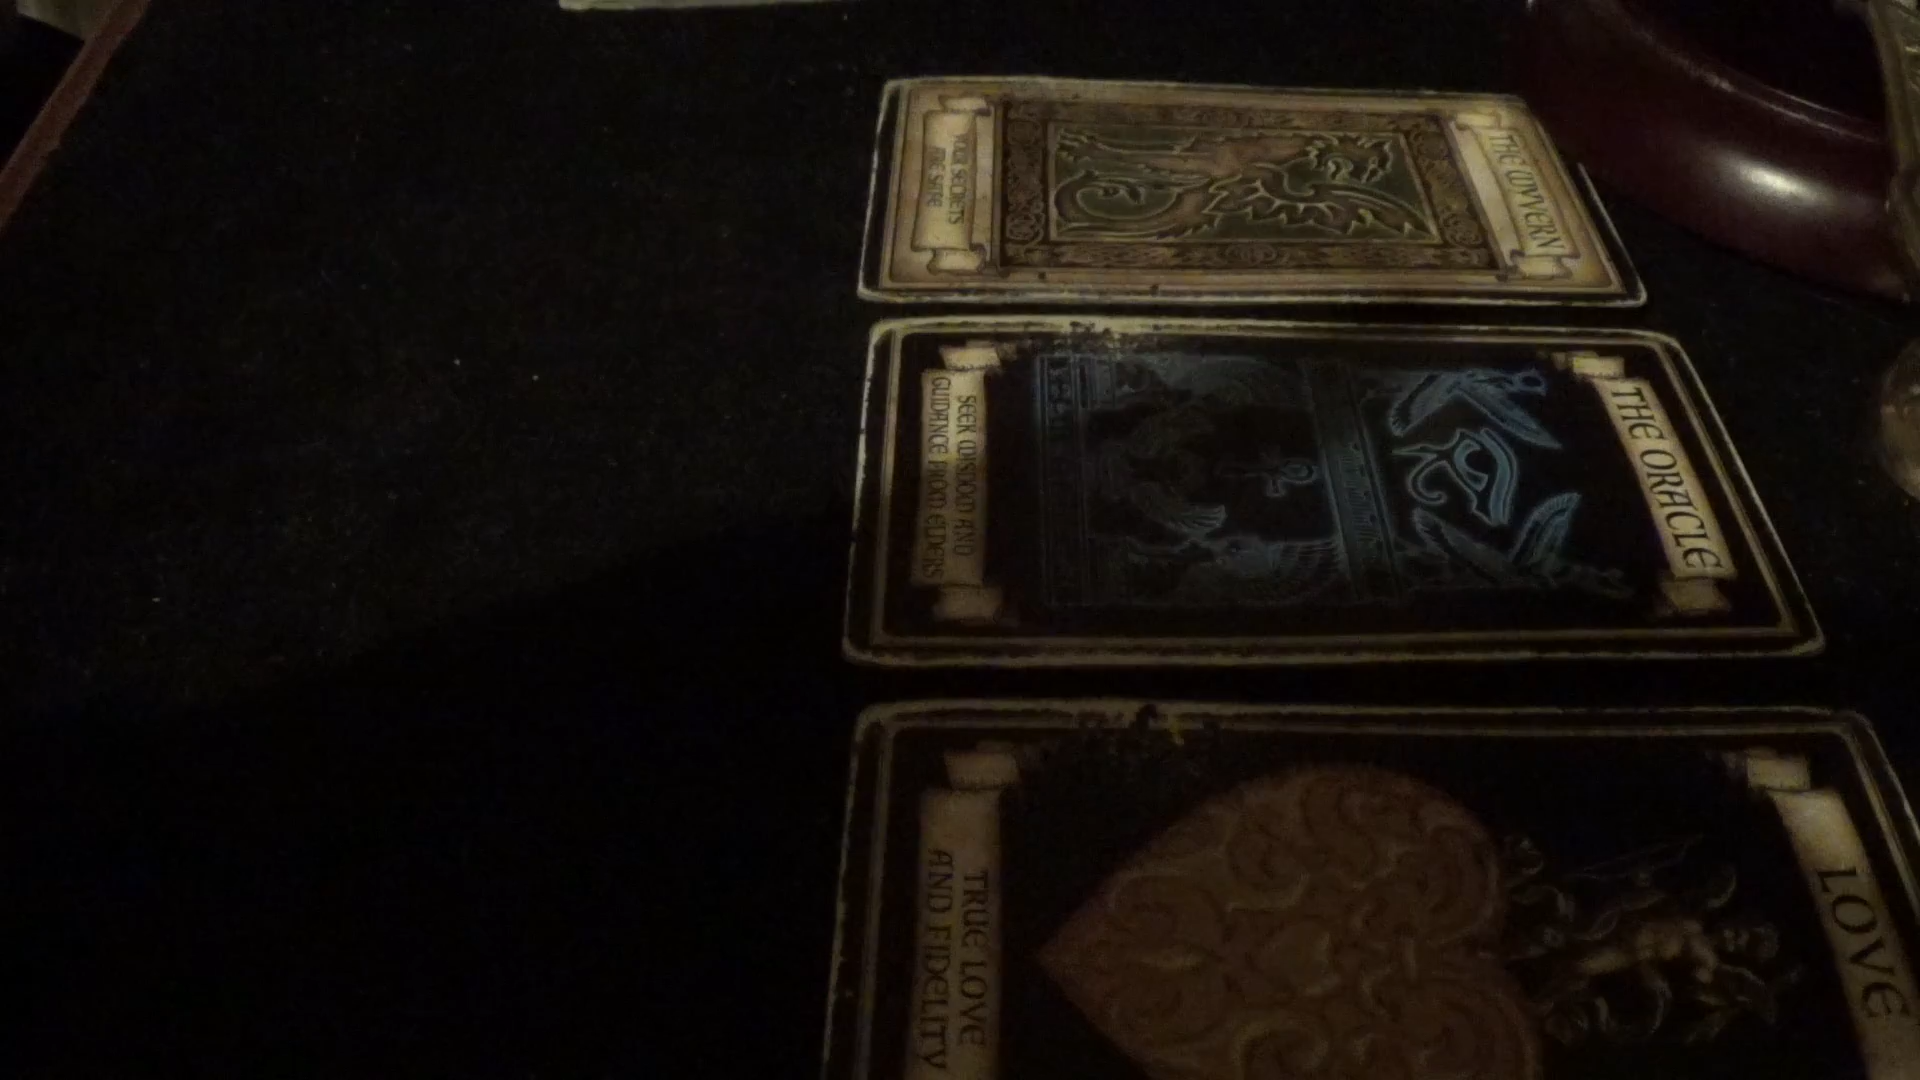 THE WYVERN
YOUR SECRETS
ARE SAFE
THE ORACLE
SEEK WISDOM AND
GUIDANCE FROM ELDERS
LOVE
TRUE LOVE
AND FIDELITY